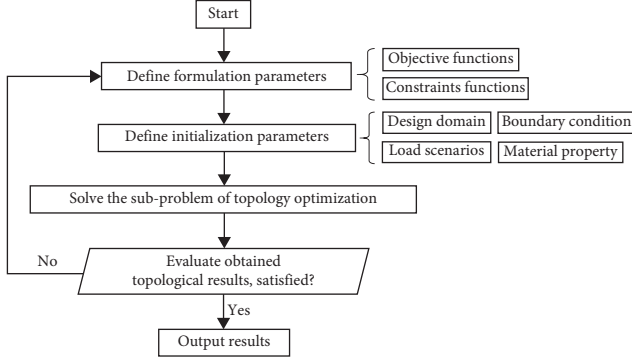 Start
Define formulation parameters
Objective functions
Constraints functions
Define initialization parameters
Design domain
Boundary condition
Load scenarios
Material property
Solve the sub-problem of topology optimization
Evaluate obtained
topological results, satisfied?
No
Yes
Output results